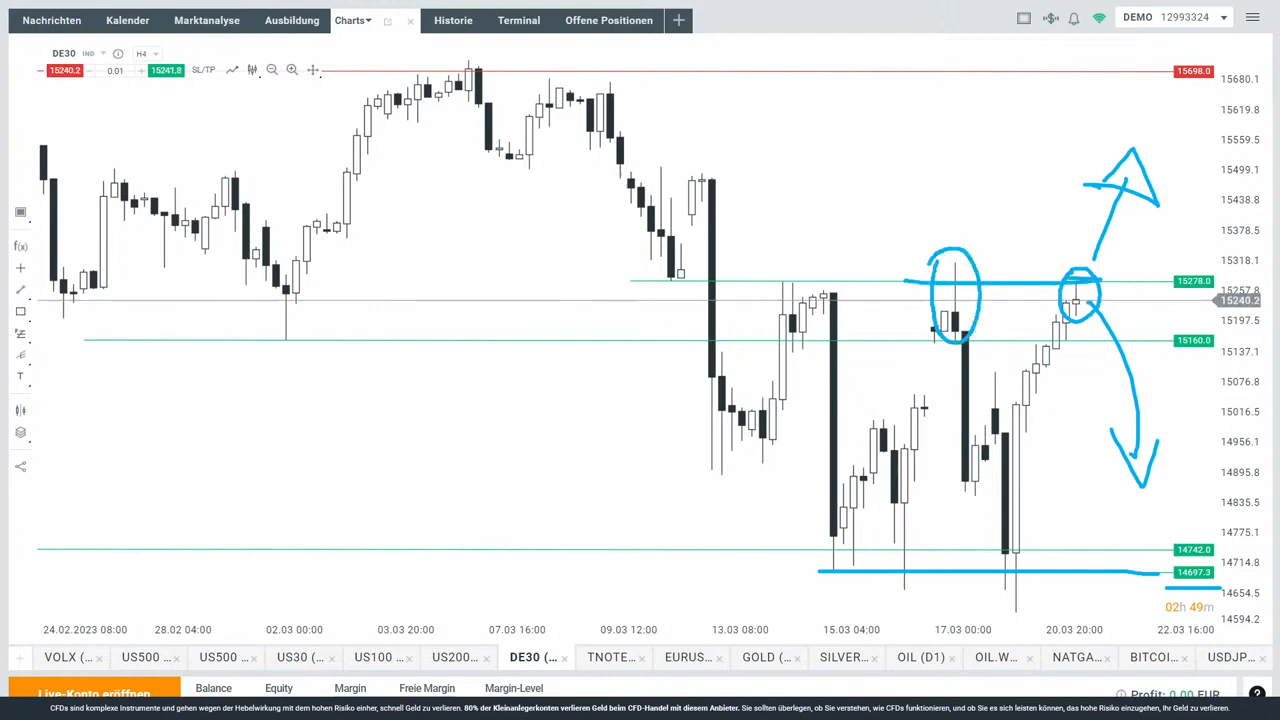 Nachrichten Kalender Marktanalyse Ausbildung Charts Historie Terminal Offene Positionen DEMO 12993324
DE30 IND H4
15240.2 0.01 15241.8 SL/TP
15698.0
15680.1
15619.8
15559.5
15499.1
15438.8
15378.5
15318.1
15278.0
15257.8
15240.2
15197.5
15160.0
15137.1
15076.8
15016.5
14956.1
14895.8
14835.5
14775.1
14742.0
14714.8
14697.3
14654.5
02h 49m
14594.2
f(x)
T
24.02.2023 08:00 28.02 04:00 02.03 00:00 03.03 20:00 07.03 16:00 09.03 12:00 13.03 08:00 15.03 04:00 17.03 00:00 20.03 20:00 22.03 16:00
VOLX (... US500 ... US500 ... US30 (... US100 ... US200... DE30 (... TNOTE... EURUS... GOLD (... SILVER... OIL (D1) OIL.W... NATGA... BITCOI... USDJP...
Live-Konto eröffnen Balance Equity Margin Freie Margin Margin-Level Profit: 0.00 EUR ?
CFDs sind komplexe Instrumente und gehen wegen der Hebelwirkung mit dem hohen Risiko einher, schnell Geld zu verlieren. 80% der Kleinanlegerkonten verlieren Geld beim CFD-Handel mit diesem Anbieter. Sie sollten überlegen, ob Sie verstehen, wie CFDs funktionieren, und ob Sie es sich leisten können, das hohe Risiko einzugehen, Ihr Geld zu verlieren.